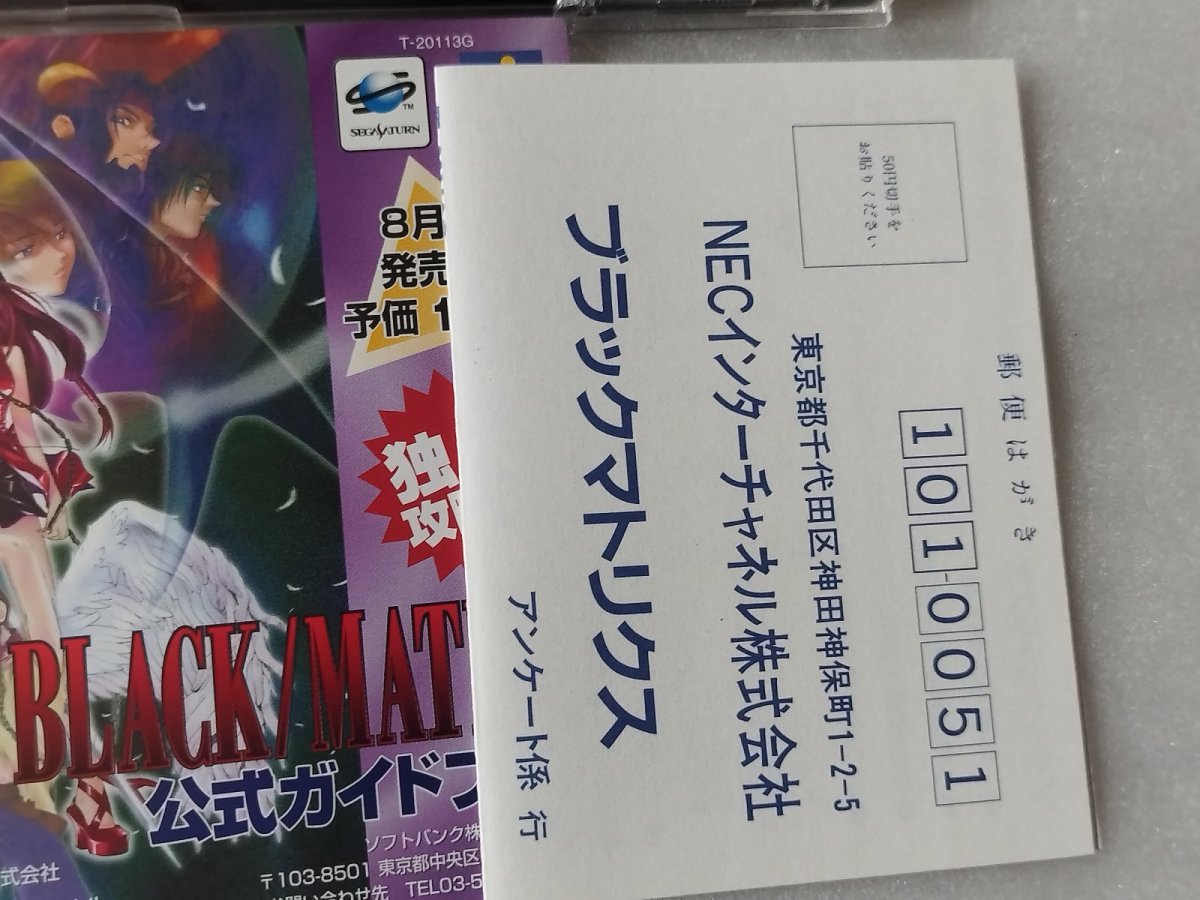 T-20113G
SEGA SATURN
TM
8月
発売
予価
独
BLACK/MAT
公式ガイドブ
ソフトバンク株
〒103-8501 東京都中央区
TEL03-5
式会社
50円切手を
お貼りください
郵便はがき
101-0051
東京都千代田区神田神保町1-2-5
NECインターチャネル株式会社
ブラックマトリクス
アンケート係 行